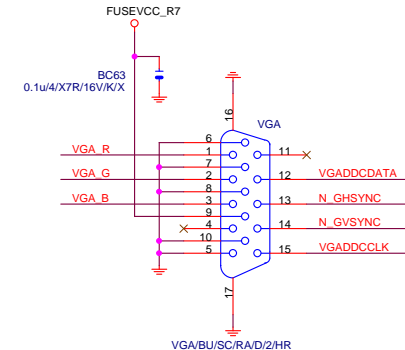 FUSEVCC_R7
BC63
0.1u/4/X7R/16V/K/X
16
VGA
6
VGA_R 1 11
7
VGA_G 2 12 VGADDCDATA
8
VGA_B 3 13 N_GHSYNC
9
4 14 N_GVSYNC
10
5 15 VGADDCCLK
17
VGA/BU/SC/RA/D/2/HR